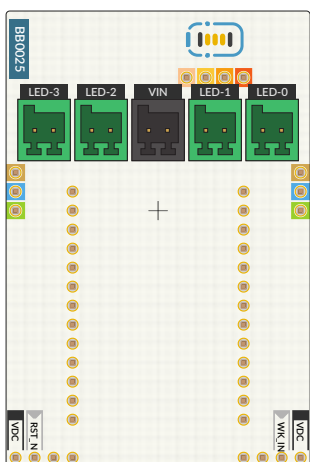 BB0025
LED-3
LED-2
VIN
LED-1
LED-0
VDC
RST_N
WK_IN
VDC